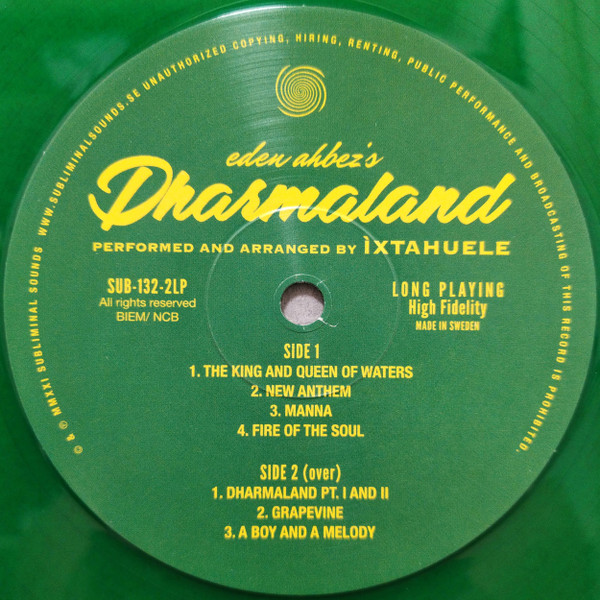 © & ℗ MMXXI SUBLIMINAL SOUNDS WWW.SUBLIMINALSOUNDS.SE UNAUTHORIZED COPYING, HIRING, RENTING, PUBLIC PERFORMANCE AND BROADCASTING OF THIS RECORD IS PROHIBITED.
eden ahbez's
Dharmaland
PERFORMED AND ARRANGED BY ÌXTAHUELE
SUB-132-2LP
All rights reserved
BIEM/ NCB
LONG PLAYING
High Fidelity
MADE IN SWEDEN
SIDE 1
1. THE KING AND QUEEN OF WATERS
2. NEW ANTHEM
3. MANNA
4. FIRE OF THE SOUL
SIDE 2 (over)
1. DHARMALAND PT. I AND II
2. GRAPEVINE
3. A BOY AND A MELODY